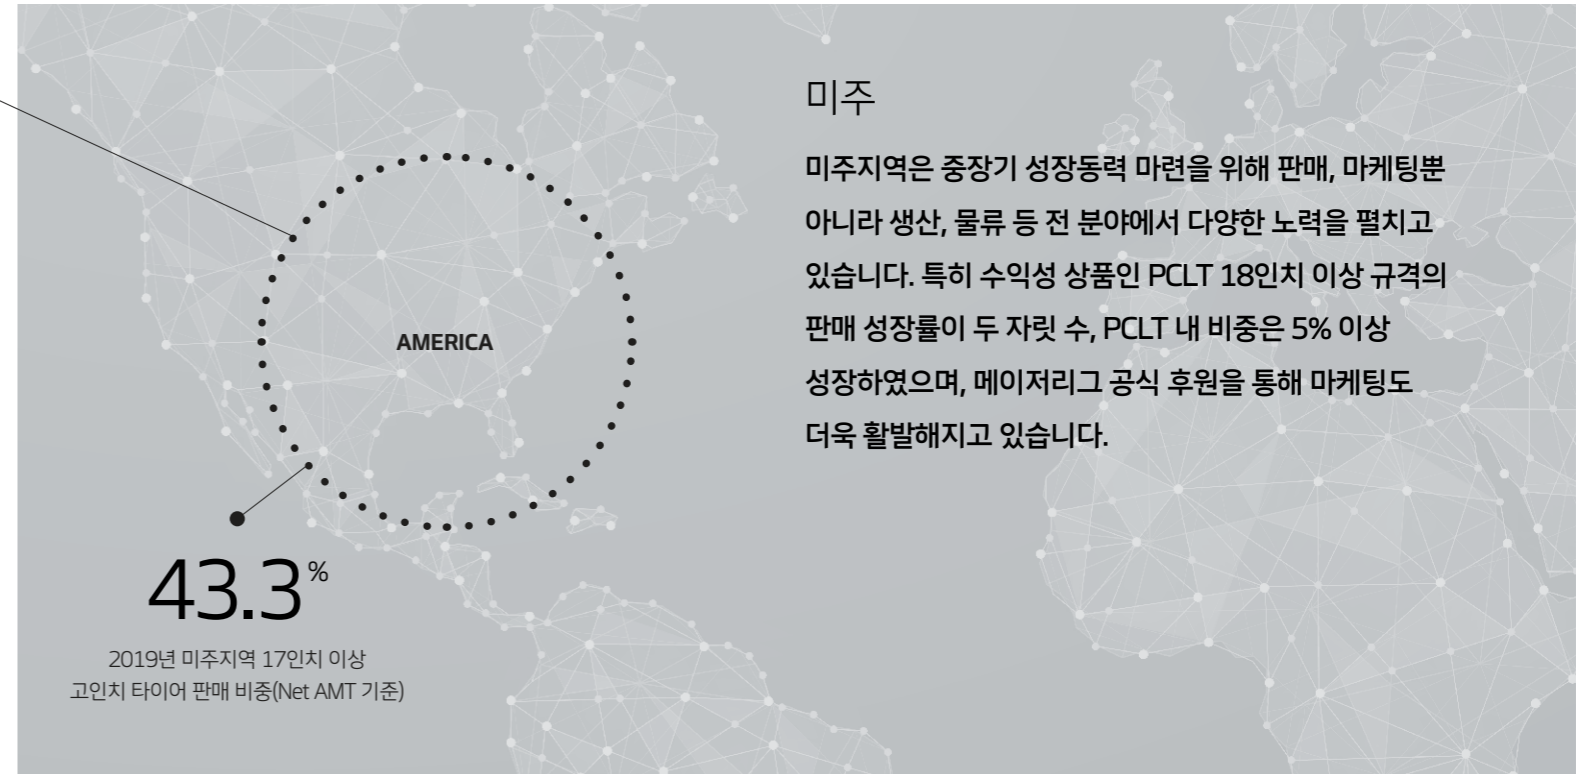 미주
미주지역은 중장기 성장동력 마련을 위해 판매, 마케팅뿐
아니라 생산, 물류 등 전 분야에서 다양한 노력을 펼치고
있습니다. 특히 수익성 상품인 PCLT 18인치 이상 규격의
판매 성장률이 두 자릿 수, PCLT 내 비중은 5% 이상
성장하였으며, 메이저리그 공식 후원을 통해 마케팅도
더욱 활발해지고 있습니다.
AMERICA
43.3%
2019년 미주지역 17인치 이상
고인치 타이어 판매 비중(Net AMT 기준)